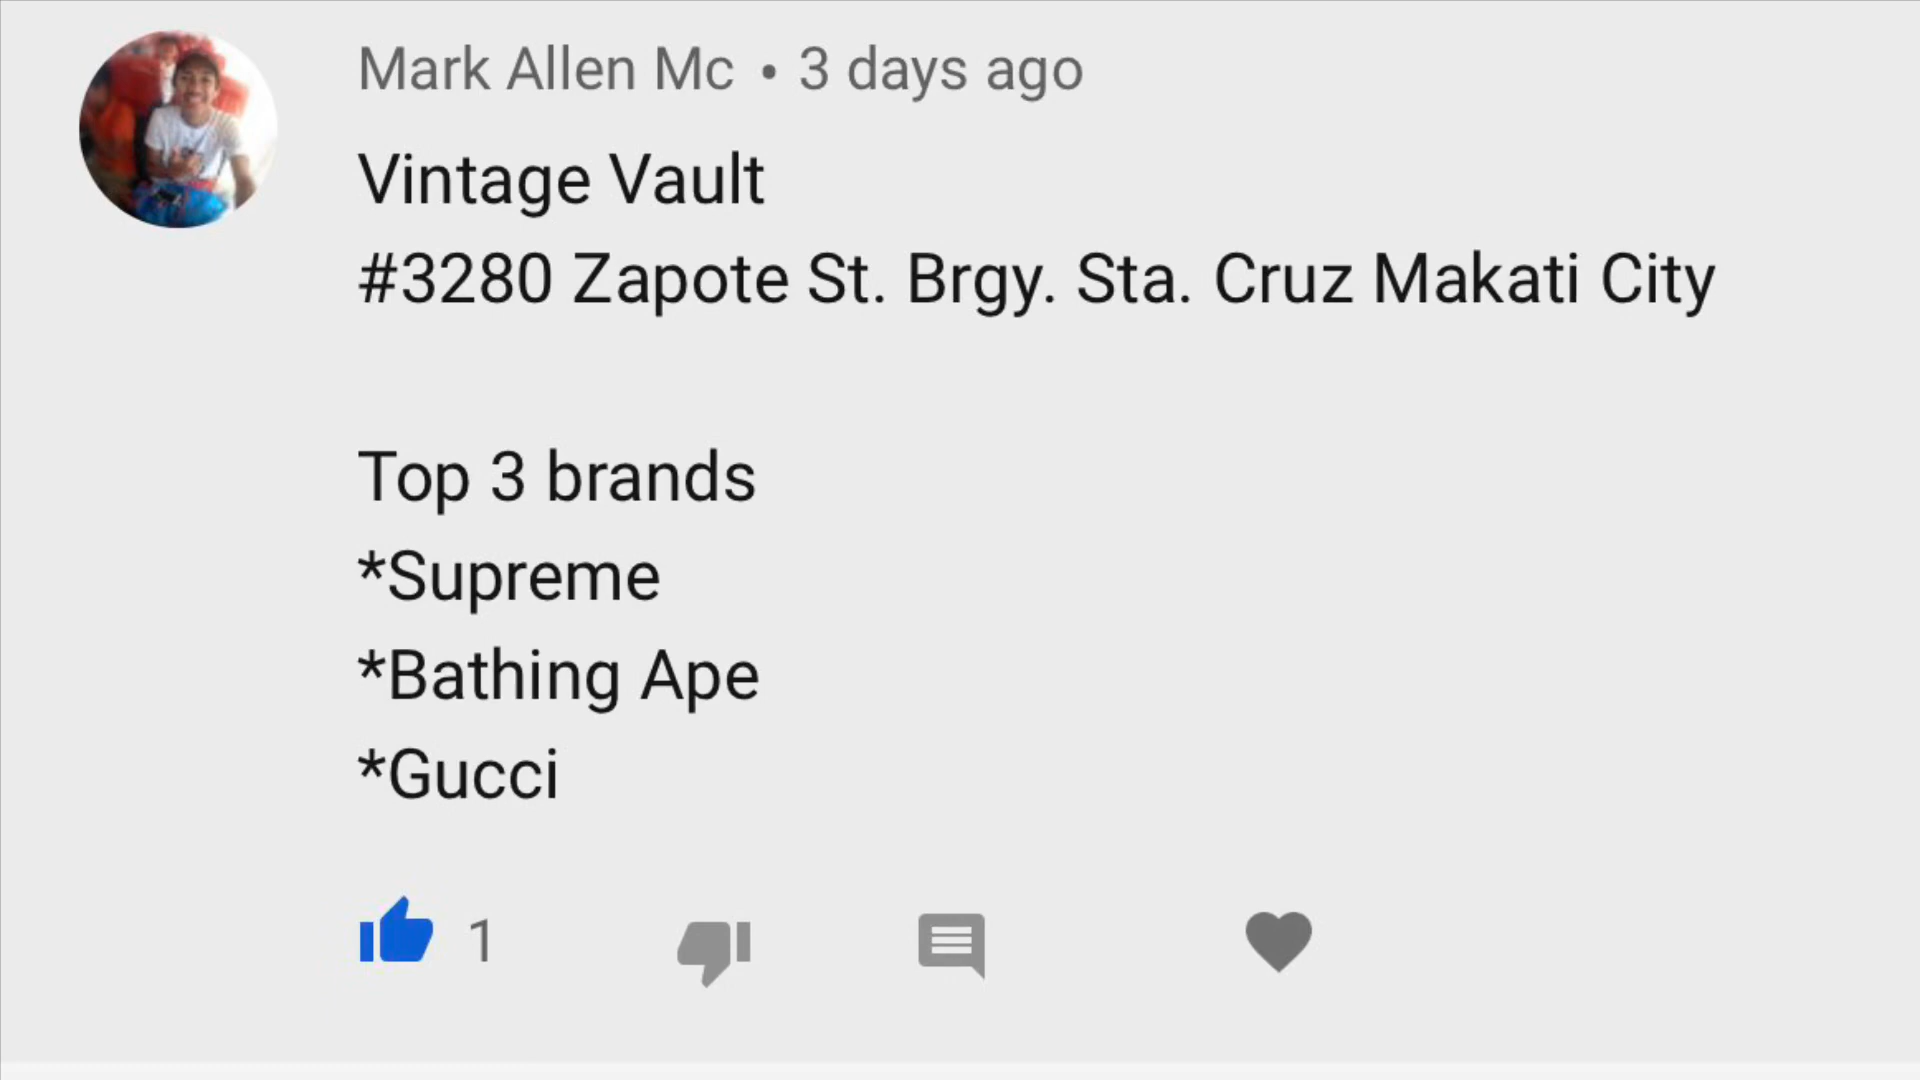 Mark Allen Mc • 3 days ago
Vintage Vault
#3280 Zapote St. Brgy. Sta. Cruz Makati City
Top 3 brands
*Supreme
*Bathing Ape
*Gucci
1